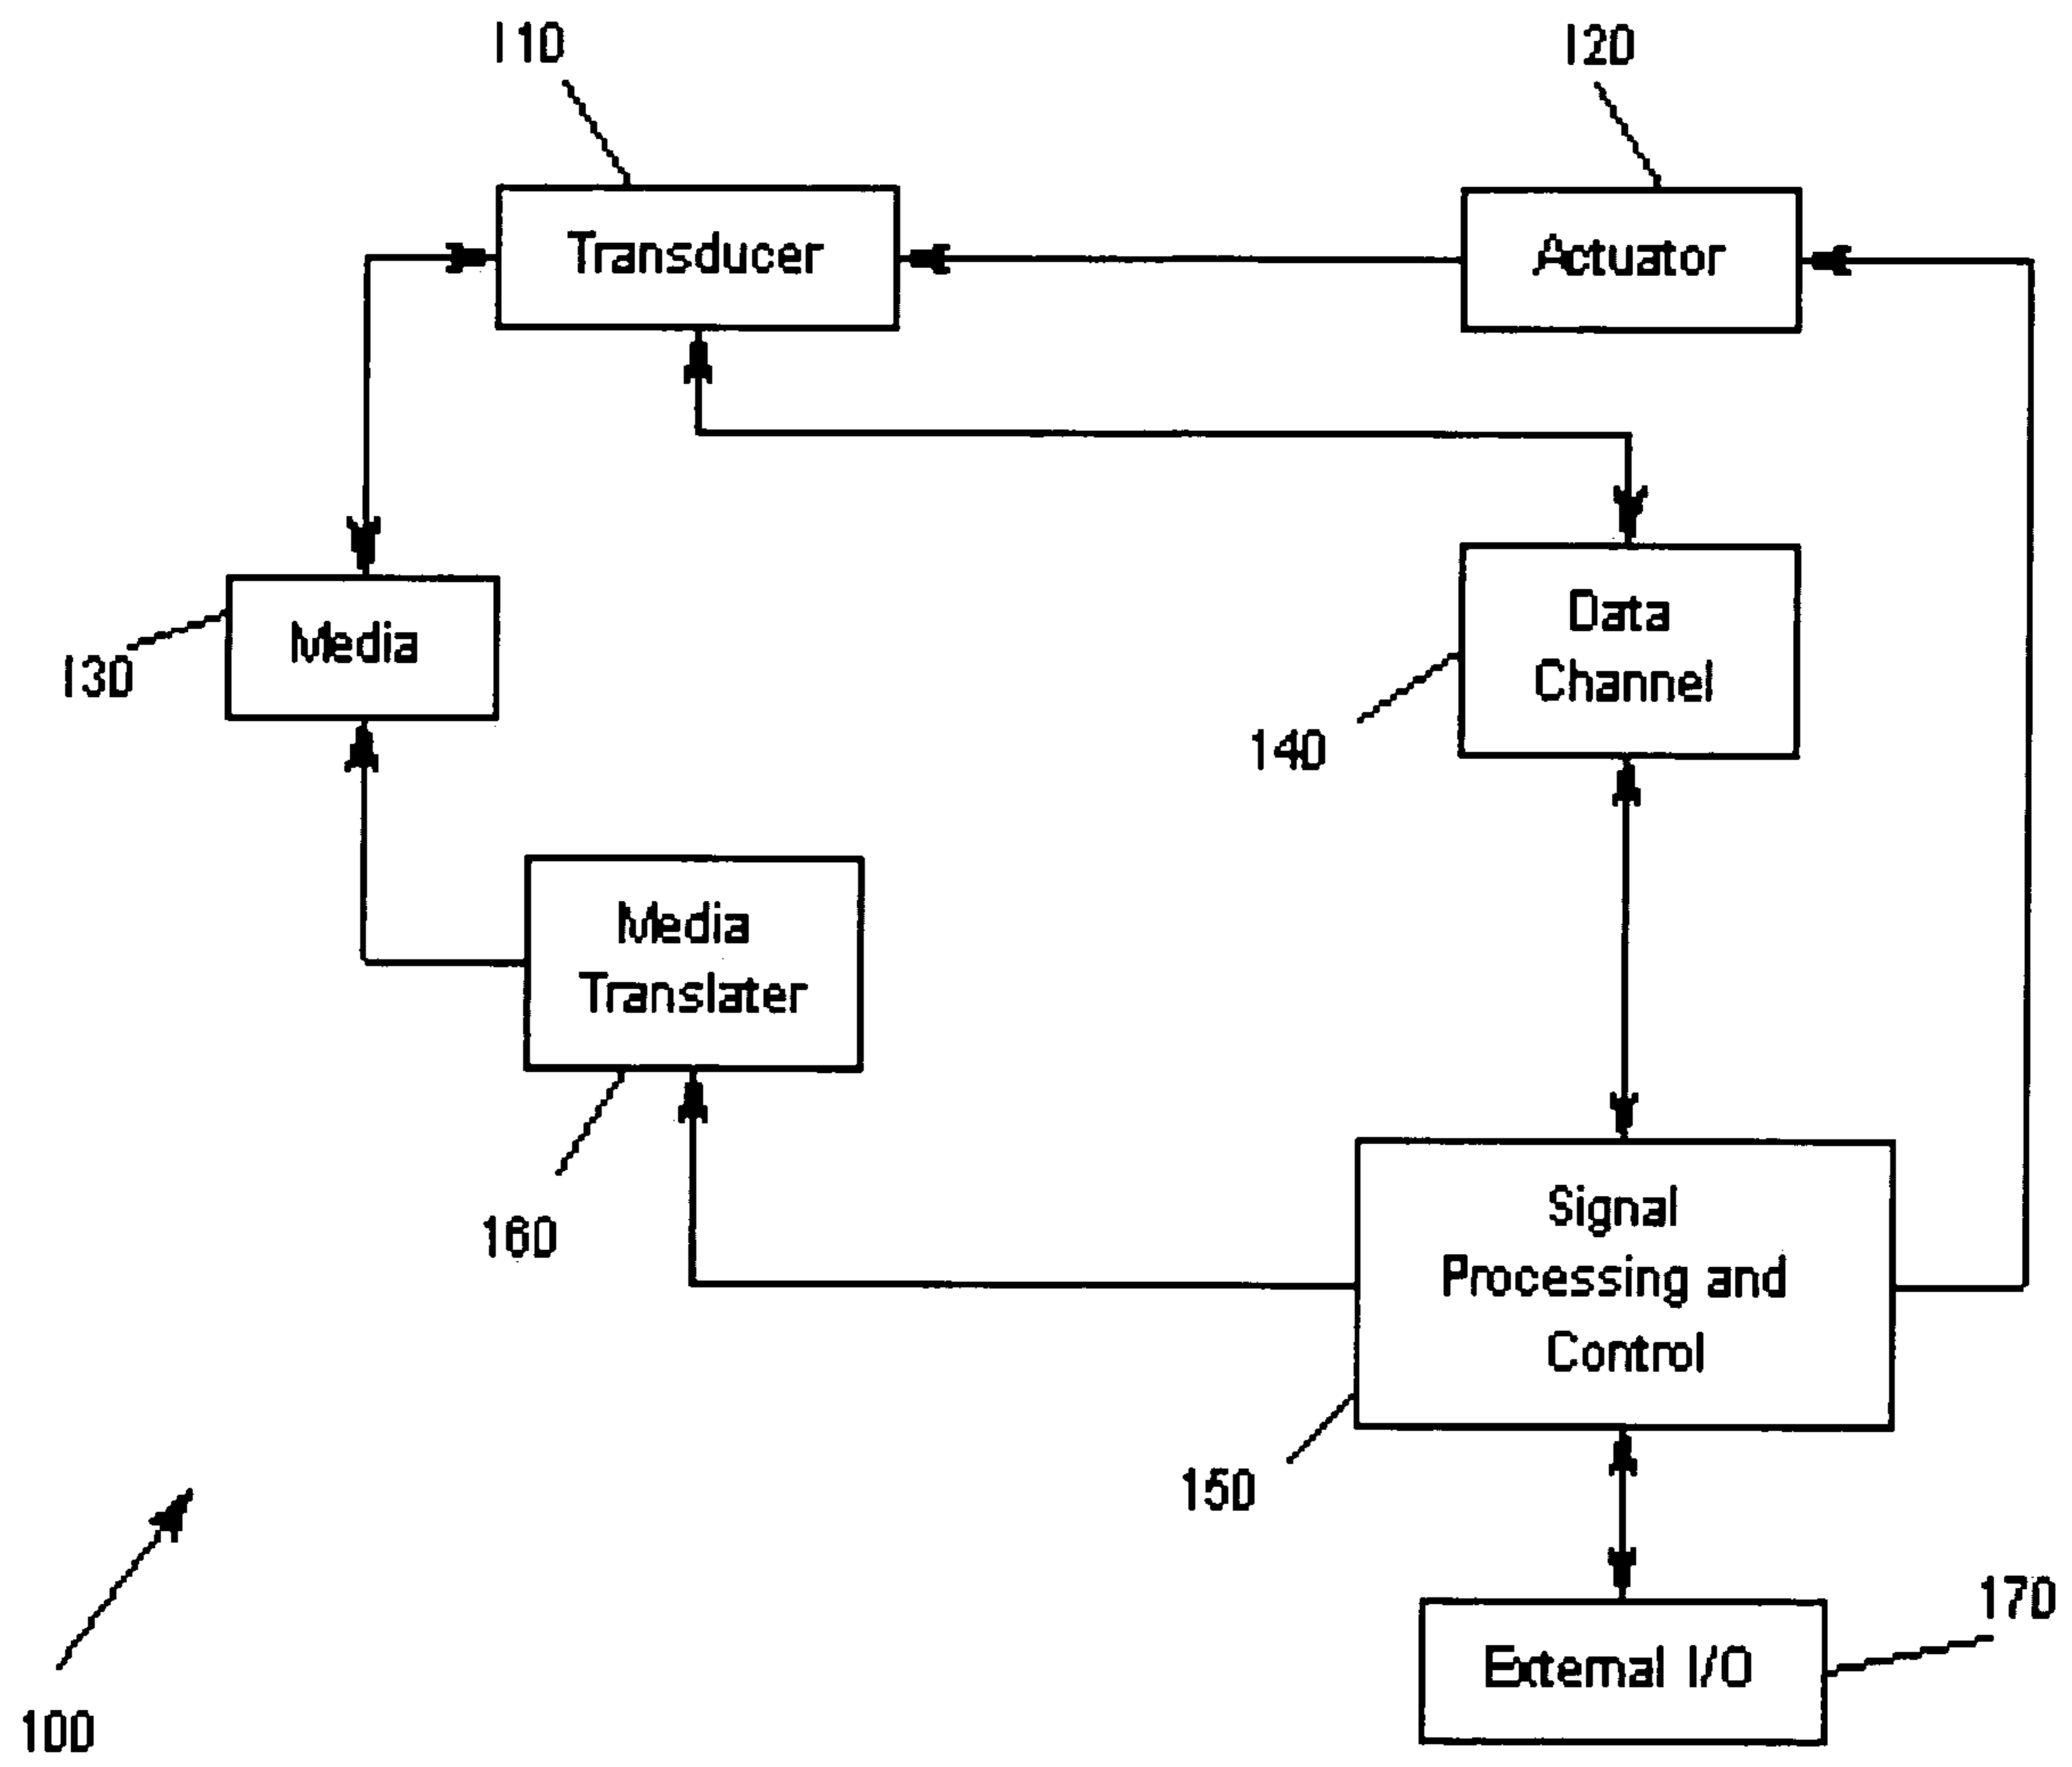 110
120
Transducer
Actuator
Media
130
Data
Channel
140
Media
Translater
160
Signal
Processing and
Control
150
External I/O
170
100